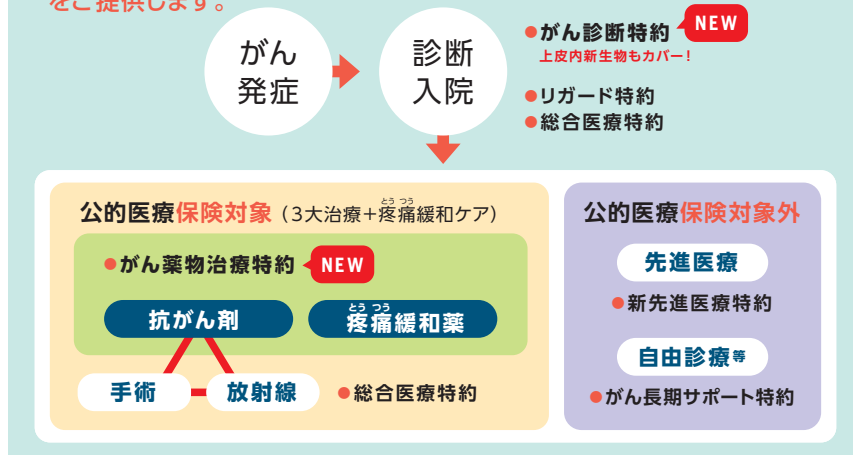 をご提供します。
がん
発症
診断
入院
●がん診断特約 NEW
上皮内新生物もカバー！
●リガード特約
●総合医療特約
公的医療保険対象（3大治療+疼痛緩和ケア）
とう つう
●がん薬物治療特約 NEW
抗がん剤
とう つう
疼痛緩和薬
手術
放射線
●総合医療特約
公的医療保険対象外
先進医療
●新先進医療特約
自由診療等
●がん長期サポート特約